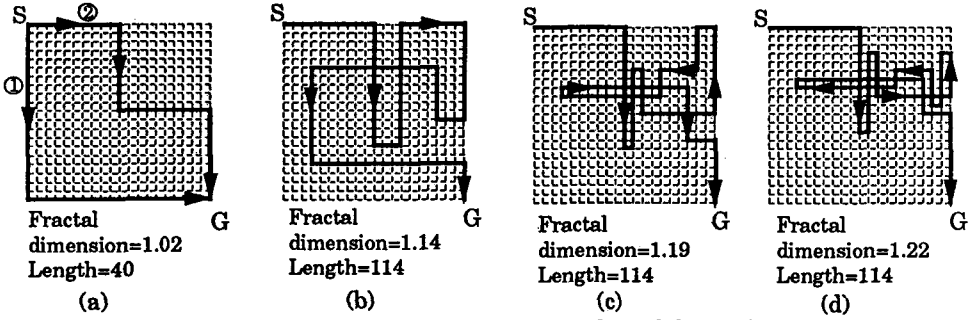 S ②
①
G
Fractal
dimension=1.02
Length=40
(a)
S
G
Fractal
dimension=1.14
Length=114
(b)
S
G
Fractal
dimension=1.19
Length=114
(c)
S
G
Fractal
dimension=1.22
Length=114
(d)